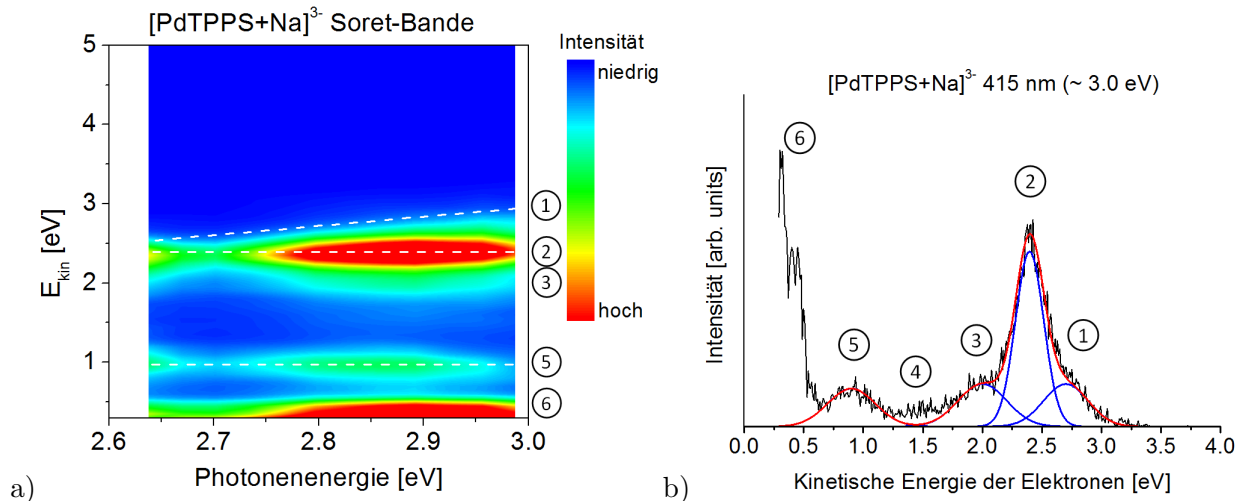 [PdTPPS+Na]³⁻ Soret-Bande
Intensität
niedrig
hoch
5
4
3
2
1
E_kin [eV]
2.6 2.7 2.8 2.9 3.0
Photonenenergie [eV]
1
2
3
5
6
a)
[PdTPPS+Na]³⁻ 415 nm (~ 3.0 eV)
6
2
5
4
3
1
Intensität [arb. units]
0.0 0.5 1.0 1.5 2.0 2.5 3.0 3.5 4.0
Kinetische Energie der Elektronen [eV]
b)